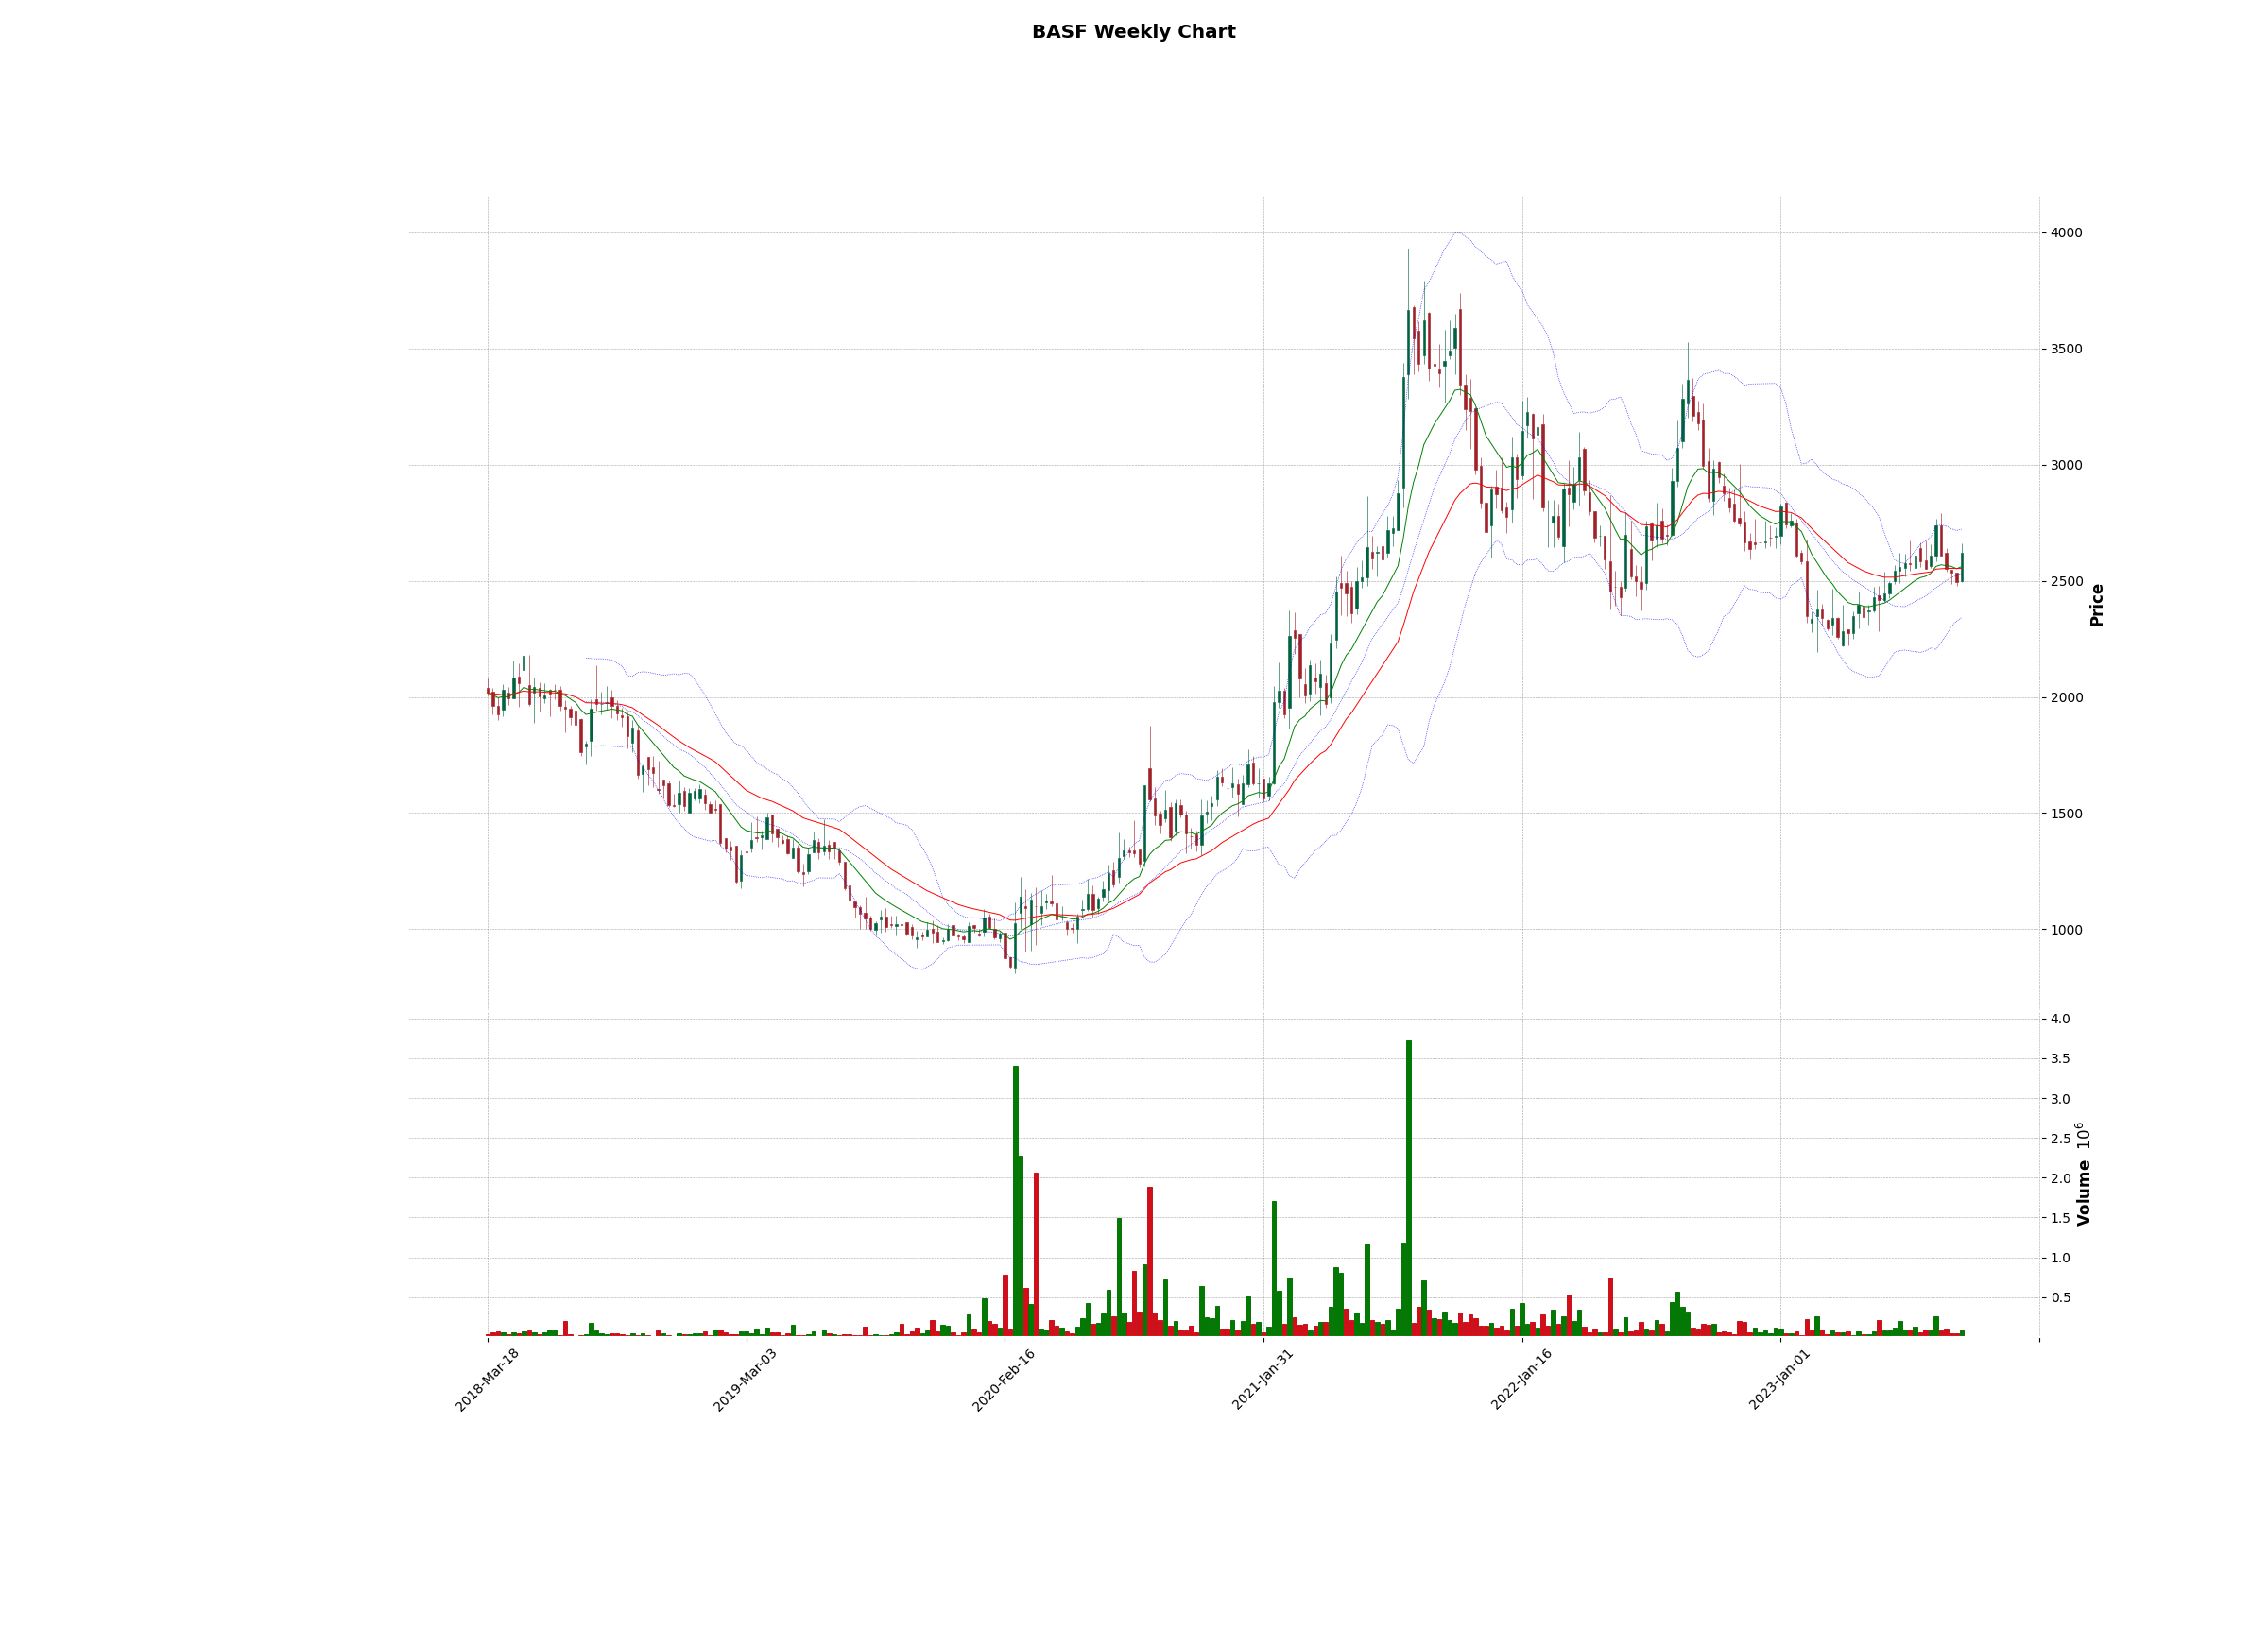 BASF Weekly Chart
4000
3500
3000
2500
2000
1500
1000
Price
4.0
3.5
3.0
2.5
2.0
1.5
1.0
0.5
Volume 10^6
2018-Mar-18
2019-Mar-03
2020-Feb-16
2021-Jan-31
2022-Jan-16
2023-Jan-01